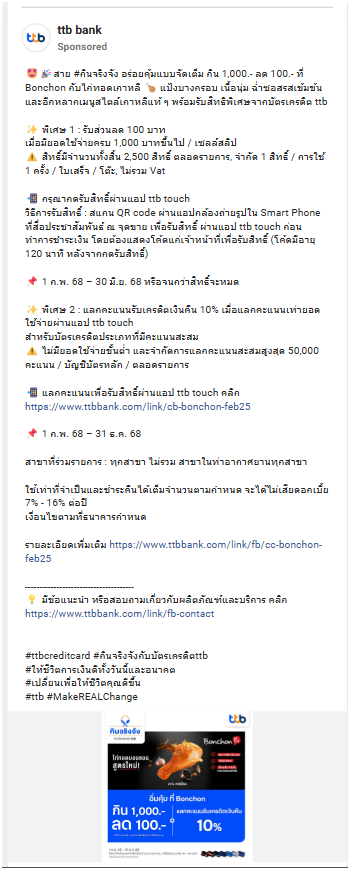 ttb bank
Sponsored
🤩 🎉 สาย #กินจริงจัง อร่อยคุ้มแบบจัดเต็ม กิน 1,000.- ลด 100.- ที่
Bonchon กับไก่ทอดเกาหลี 🍗 แป้งบางกรอบ เนื้อนุ่ม ฉ่ำซอสรสเข้มข้น
และอีกหลากเมนูสไตล์เกาหลีแท้ ๆ พร้อมรับสิทธิพิเศษจากบัตรเครดิต ttb
✨ พิเศษ 1 : รับส่วนลด 100 บาท
เมื่อมียอดใช้จ่ายครบ 1,000 บาทขึ้นไป / เซลล์สลิป
⚠️ สิทธิ์มีจำนวนทั้งสิ้น 2,500 สิทธิ์ ตลอดรายการ, จำกัด 1 สิทธิ์ / การใช้
1 ครั้ง / ใบเสร็จ / โต๊ะ, ไม่รวม Vat
📲 กรุณากดรับสิทธิ์ผ่านแอป ttb touch
วิธีการรับสิทธิ์ : สแกน QR code ผ่านแอปกล้องถ่ายรูปใน Smart Phone
ที่สื่อประชาสัมพันธ์ ณ จุดขาย เพื่อรับสิทธิ์ ผ่านแอป ttb touch ก่อน
ทำการชำระเงิน โดยต้องแสดงโค้ดแก่เจ้าหน้าที่เพื่อรับสิทธิ์ (โค้ดมีอายุ
120 นาที หลังจากกดรับสิทธิ์)
📌 1 ก.พ. 68 – 30 มิ.ย. 68 หรือจนกว่าสิทธิ์จะหมด
✨ พิเศษ 2 : แลกคะแนนรับเครดิตเงินคืน 10% เมื่อแลกคะแนนเท่ายอด
ใช้จ่ายผ่านแอป ttb touch
สำหรับบัตรเครดิตประเภทที่มีคะแนนสะสม
⚠️ ไม่มียอดใช้จ่ายขั้นต่ำ และจำกัดการแลกคะแนนสะสมสูงสุด 50,000
คะแนน / บัญชีบัตรหลัก / ตลอดรายการ
📲 แลกคะแนนเพื่อรับสิทธิ์ผ่านแอป ttb touch คลิก
https://www.ttbbank.com/link/cb-bonchon-feb25
📌 1 ก.พ. 68 – 31 ธ.ค. 68
สาขาที่ร่วมรายการ : ทุกสาขา ไม่รวม สาขาในท่าอากาศยานทุกสาขา
ใช้เท่าที่จำเป็นและชำระคืนได้เต็มจำนวนตามกำหนด จะได้ไม่เสียดอกเบี้ย
7% - 16% ต่อปี
เงื่อนไขตามที่ธนาคารกำหนด
รายละเอียดเพิ่มเติม https://www.ttbbank.com/link/fb/cc-bonchon-
feb25
--------------------------------------
💡 มีข้อแนะนำ หรือสอบถามเกี่ยวกับผลิตภัณฑ์และบริการ คลิก
https://www.ttbbank.com/link/fb-contact
#ttbcreditcard #กินจริงจังกับบัตรเครดิตttb
#ให้ชีวิตการเงินดีทั้งวันนี้และอนาคต
#เปลี่ยนเพื่อให้ชีวิตคุณดีขึ้น
#ttb #MakeREALChange
กินจริงจัง
ttb
Bonchon
ไก่ทอดบอนชอน
สูตรใหม่!
อิ่มคุ้ม ที่ Bonchon
กิน 1,000.-
ลด 100.-
แลกคะแนนรับเครดิตเงินคืน
10%